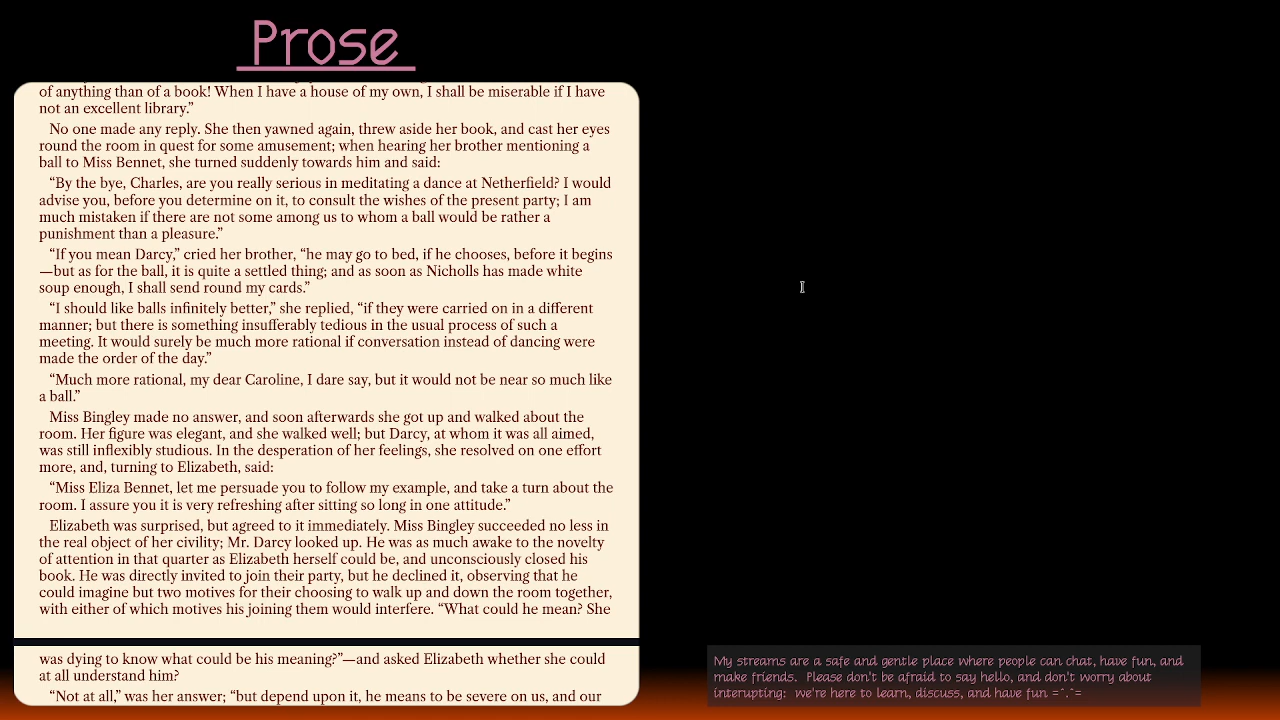 Prose
of anything than of a book! When I have a house of my own, I shall be miserable if I have
not an excellent library.”
No one made any reply. She then yawned again, threw aside her book, and cast her eyes
round the room in quest for some amusement; when hearing her brother mentioning a
ball to Miss Bennet, she turned suddenly towards him and said:
“By the bye, Charles, are you really serious in meditating a dance at Netherfield? I would
advise you, before you determine on it, to consult the wishes of the present party; I am
much mistaken if there are not some among us to whom a ball would be rather a
punishment than a pleasure.”
“If you mean Darcy,” cried her brother, “he may go to bed, if he chooses, before it begins
—but as for the ball, it is quite a settled thing; and as soon as Nicholls has made white
soup enough, I shall send round my cards.”
“I should like balls infinitely better,” she replied, “if they were carried on in a different
manner; but there is something insufferably tedious in the usual process of such a
meeting. It would surely be much more rational if conversation instead of dancing were
made the order of the day.”
“Much more rational, my dear Caroline, I dare say, but it would not be near so much like
a ball.”
Miss Bingley made no answer, and soon afterwards she got up and walked about the
room. Her figure was elegant, and she walked well; but Darcy, at whom it was all aimed,
was still inflexibly studious. In the desperation of her feelings, she resolved on one effort
more, and, turning to Elizabeth, said:
“Miss Eliza Bennet, let me persuade you to follow my example, and take a turn about the
room. I assure you it is very refreshing after sitting so long in one attitude.”
Elizabeth was surprised, but agreed to it immediately. Miss Bingley succeeded no less in
the real object of her civility; Mr. Darcy looked up. He was as much awake to the novelty
of attention in that quarter as Elizabeth herself could be, and unconsciously closed his
book. He was directly invited to join their party, but he declined it, observing that he
could imagine but two motives for their choosing to walk up and down the room together,
with either of which motives his joining them would interfere. “What could he mean? She
was dying to know what could be his meaning?”—and asked Elizabeth whether she could
at all understand him?
“Not at all,” was her answer; “but depend upon it, he means to be severe on us, and our
My streams are a safe and gentle place where people can chat, have fun, and
make friends. Please don't be afraid to say hello, and don't worry about
interupting: we're here to learn, discuss, and have fun =^.^=